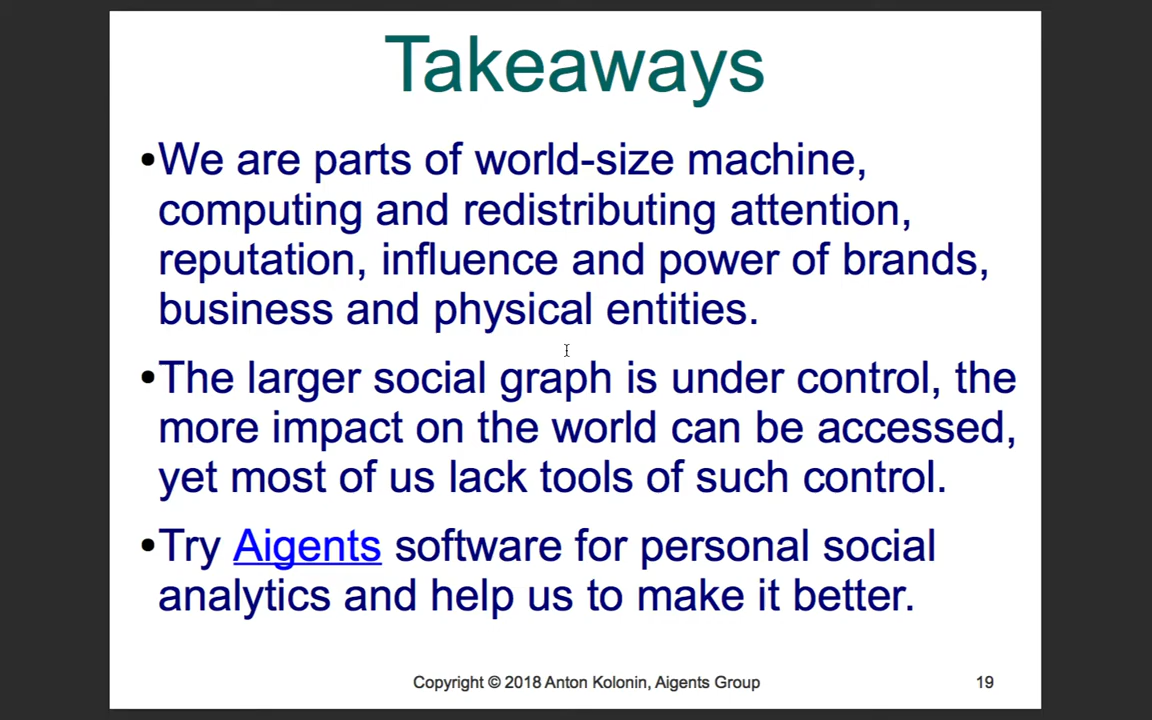 Takeaways
•We are parts of world-size machine,
computing and redistributing attention,
reputation, influence and power of brands,
business and physical entities.
•The larger social graph is under control, the
more impact on the world can be accessed,
yet most of us lack tools of such control.
•Try Aigents software for personal social
analytics and help us to make it better.
Copyright © 2018 Anton Kolonin, Aigents Group 19